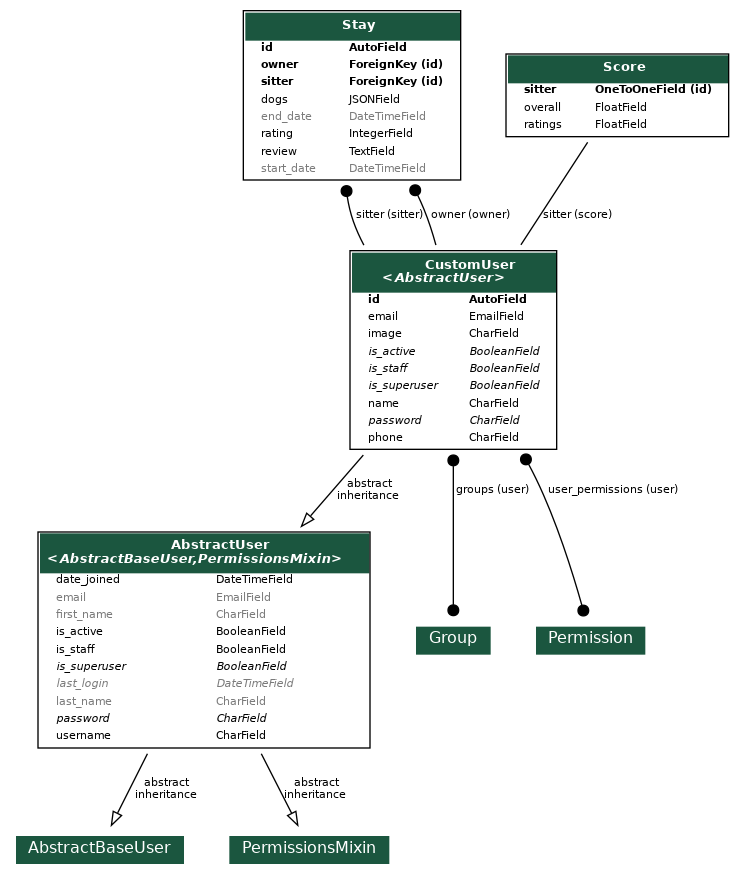 Stay
id AutoField
owner ForeignKey (id)
sitter ForeignKey (id)
dogs JSONField
end_date DateTimeField
rating IntegerField
review TextField
start_date DateTimeField
Score
sitter OneToOneField (id)
overall FloatField
ratings FloatField
sitter (sitter)
owner (owner)
sitter (score)
CustomUser
<AbstractUser>
id AutoField
email EmailField
image CharField
is_active BooleanField
is_staff BooleanField
is_superuser BooleanField
name CharField
password CharField
phone CharField
abstract
inheritance
groups (user)
user_permissions (user)
AbstractUser
<AbstractBaseUser,PermissionsMixin>
date_joined DateTimeField
email EmailField
first_name CharField
is_active BooleanField
is_staff BooleanField
is_superuser BooleanField
last_login DateTimeField
last_name CharField
password CharField
username CharField
Group
Permission
abstract
inheritance
abstract
inheritance
AbstractBaseUser
PermissionsMixin